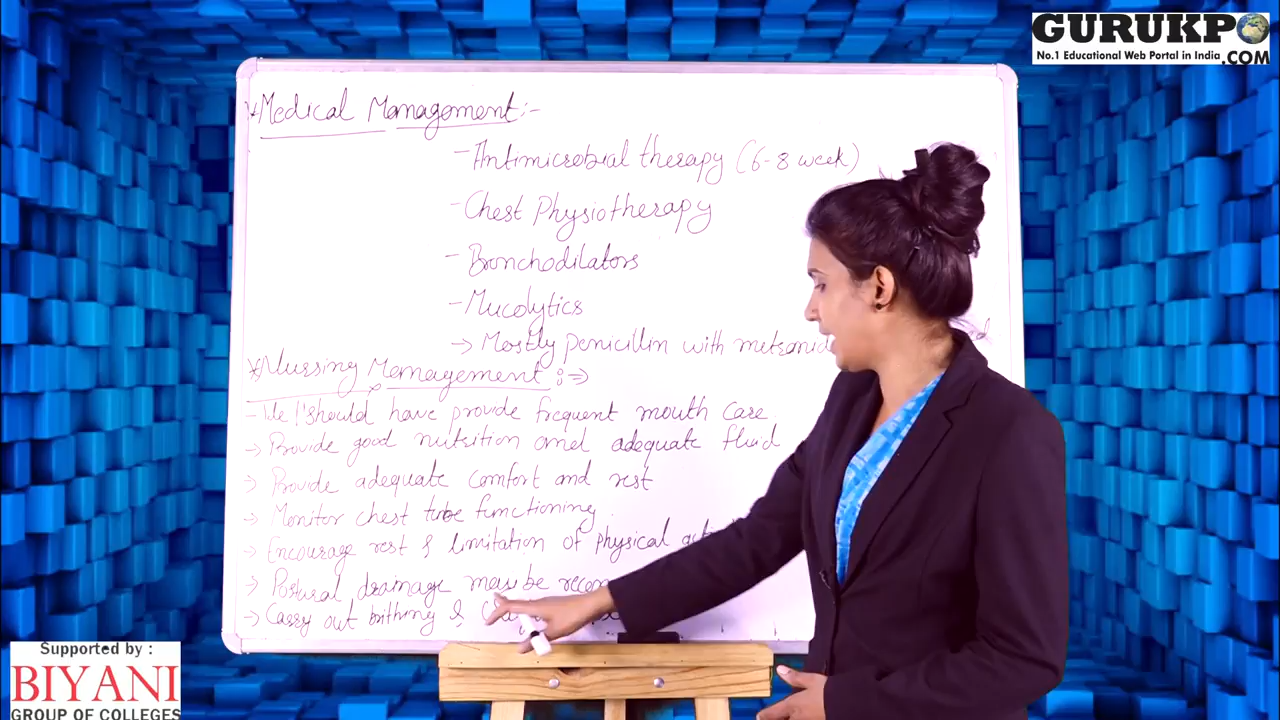 GURUKPO
No.1 Educational Web Portal in India
.COM
Medical Management :-
- Antimicrobial therapy (6-8 week)
- Chest Physiotherapy
- Bronchodilators
- Mucolytics
→ Mostly penicillin with
Nursing Management :⇒
- We should have provide frequent mouth care
→ Provide good nutrition and adequate fluid
→ Provide adequate comfort and rest
→ Monitor chest tube functioning.
→ Encourage rest & limitation of physical
→ Postural drainage may be
→ Carry out &
Supported by :
BIYANI
GROUP OF COLLEGES